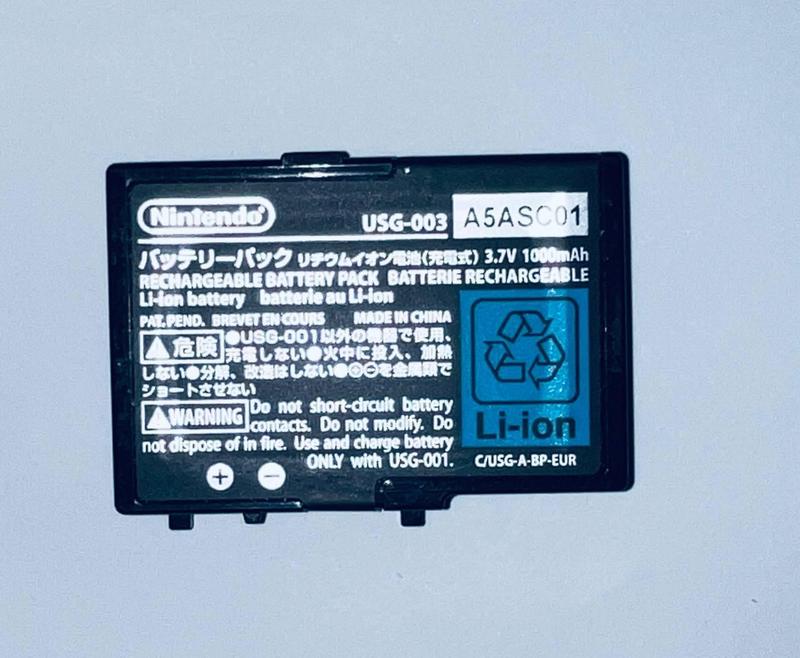 Nintendo
USG-003 A5ASC01
バッテリーパック リチウムイオン電池(充電式) 3.7V 1000mAh
RECHARGEABLE BATTERY PACK BATTERIE RECHARGEABLE
Li-ion battery batterie au Li-ion
PAT. PEND. BREVET EN COURS MADE IN CHINA
⚠危険 ●USG-001以外の機器で使用、
充電しない●火中に投入、加熱
しない●分解、改造はしない●⊕⊖を金属類で
ショートさせない
⚠WARNING Do not short-circuit battery
contacts. Do not modify. Do
not dispose of in fire. Use and charge battery
ONLY with USG-001.
Li-ion
C/USG-A-BP-EUR
⊕ ⊖